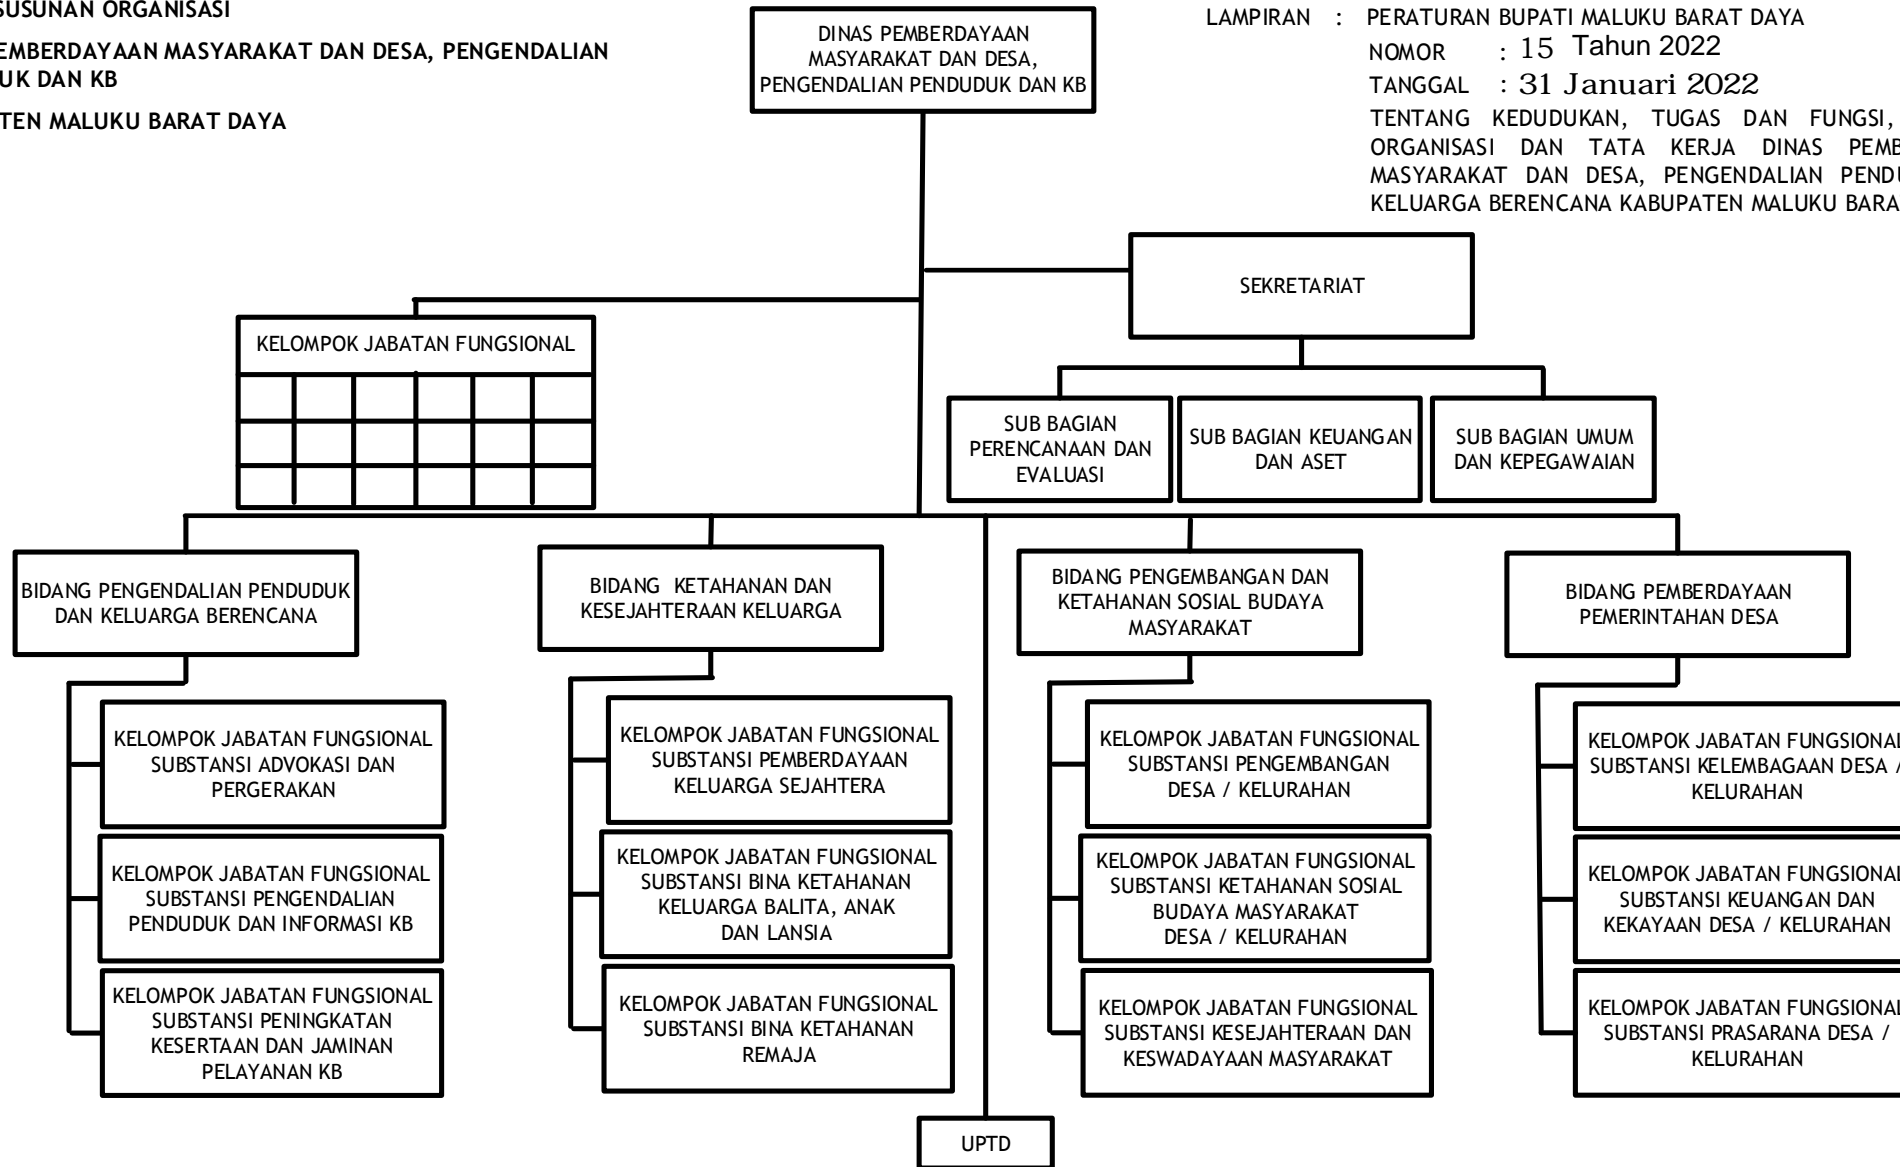 SUSUNAN ORGANISASI
PEMBERDAYAAN MASYARAKAT DAN DESA, PENGENDALIAN
DAN KB
MALUKU BARAT DAYA
DINAS PEMBERDAYAAN
MASYARAKAT DAN DESA,
PENGENDALIAN PENDUDUK DAN KB
LAMPIRAN : PERATURAN BUPATI MALUKU BARAT DAYA
NOMOR : 15 Tahun 2022
TANGGAL : 31 Januari 2022
TENTANG KEDUDUKAN, TUGAS DAN FUNGSI,
ORGANISASI DAN TATA KERJA DINAS
MASYARAKAT DAN DESA, PENGENDALIAN
KELUARGA BERENCANA KABUPATEN MALUKU
SEKRETARIAT
KELOMPOK JABATAN FUNGSIONAL
SUB BAGIAN
PERENCANAAN DAN
EVALUASI
SUB BAGIAN KEUANGAN
DAN ASET
SUB BAGIAN UMUM
DAN KEPEGAWAIAN
BIDANG PENGENDALIAN PENDUDUK
DAN KELUARGA BERENCANA
BIDANG KETAHANAN DAN
KESEJAHTERAAN KELUARGA
BIDANG PENGEMBANGAN DAN
KETAHANAN SOSIAL BUDAYA
MASYARAKAT
BIDANG PEMBERDAYAAN
PEMERINTAHAN DESA
KELOMPOK JABATAN FUNGSIONAL
SUBSTANSI ADVOKASI DAN
PERGERAKAN
KELOMPOK JABATAN FUNGSIONAL
SUBSTANSI PEMBERDAYAAN
KELUARGA SEJAHTERA
KELOMPOK JABATAN FUNGSIONAL
SUBSTANSI PENGEMBANGAN
DESA / KELURAHAN
KELOMPOK JABATAN FUNGSIONAL
SUBSTANSI KELEMBAGAAN DESA /
KELURAHAN
KELOMPOK JABATAN FUNGSIONAL
SUBSTANSI PENGENDALIAN
PENDUDUK DAN INFORMASI KB
KELOMPOK JABATAN FUNGSIONAL
SUBSTANSI BINA KETAHANAN
KELUARGA BALITA, ANAK
DAN LANSIA
KELOMPOK JABATAN FUNGSIONAL
SUBSTANSI KETAHANAN SOSIAL
BUDAYA MASYARAKAT
DESA / KELURAHAN
KELOMPOK JABATAN FUNGSIONAL
SUBSTANSI KEUANGAN DAN
KEKAYAAN DESA / KELURAHAN
KELOMPOK JABATAN FUNGSIONAL
SUBSTANSI PENINGKATAN
KESERTAAN DAN JAMINAN
PELAYANAN KB
KELOMPOK JABATAN FUNGSIONAL
SUBSTANSI BINA KETAHANAN
REMAJA
KELOMPOK JABATAN FUNGSIONAL
SUBSTANSI KESEJAHTERAAN DAN
KESWADAYAAN MASYARAKAT
KELOMPOK JABATAN FUNGSIONAL
SUBSTANSI PRASARANA DESA /
KELURAHAN
UPTD